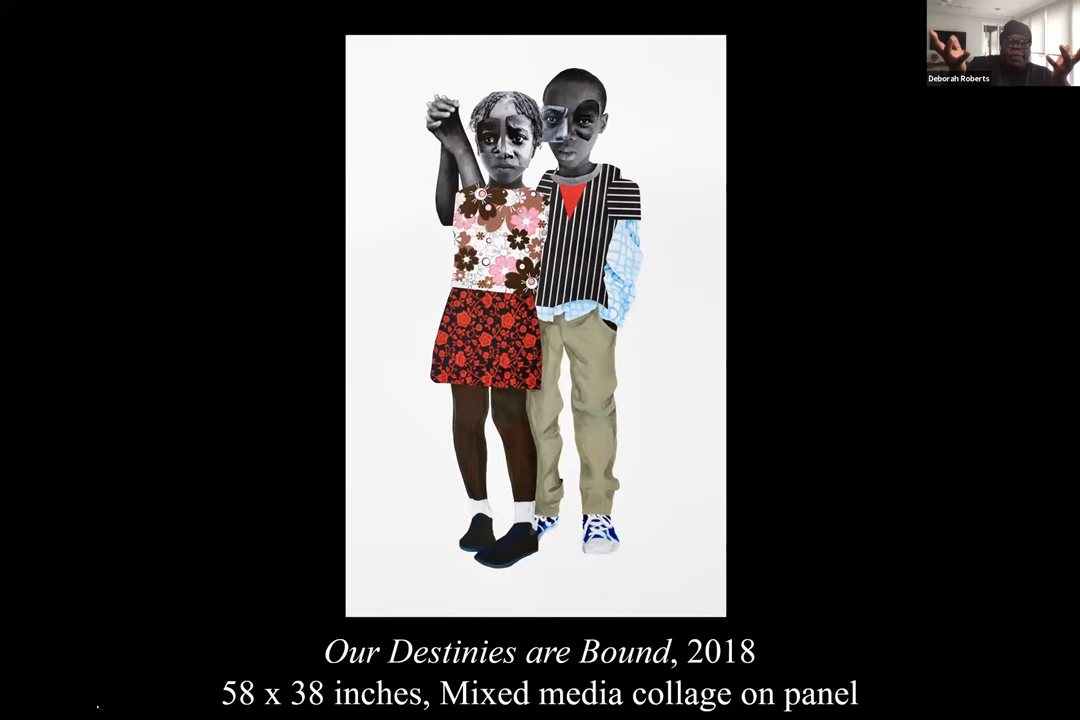 Deborah Roberts
Our Destinies are Bound, 2018
58 x 38 inches, Mixed media collage on panel